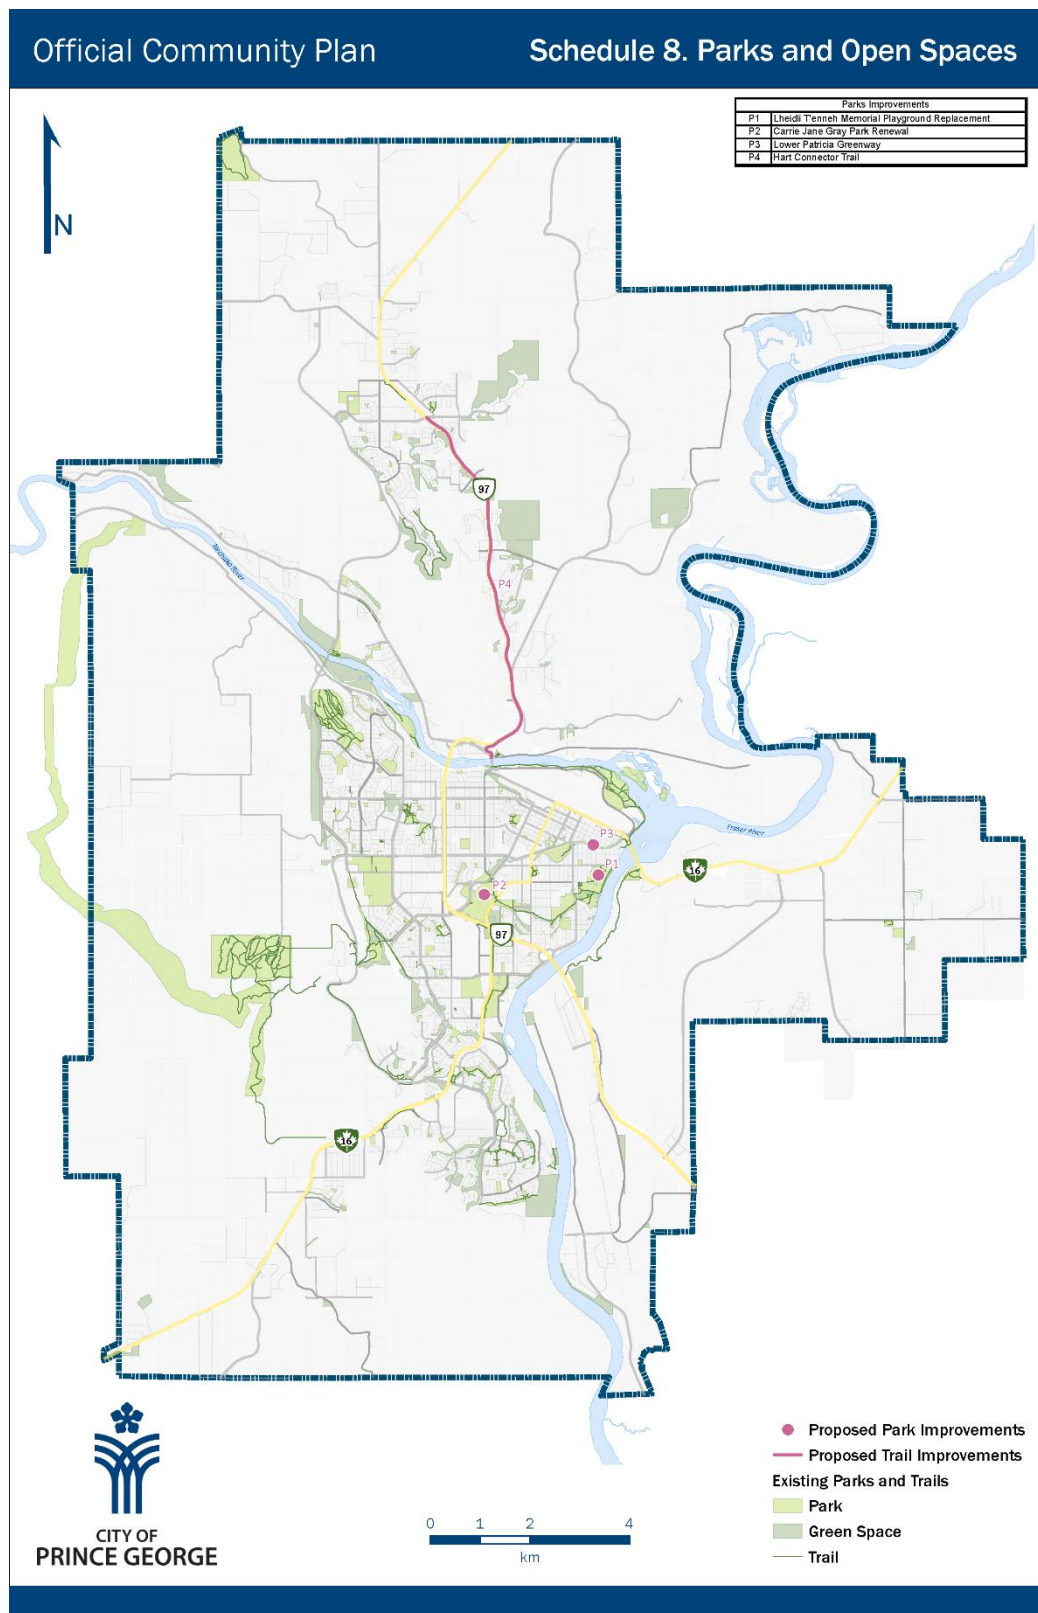 Official Community Plan
Schedule 8. Parks and Open Spaces
Parks Improvements
P1 Lheidli T'enneh Memorial Playground Replacement
P2 Carrie Jane Gray Park Renewal
P3 Lower Patricia Greenway
P4 Hart Connector Trail
N
97
Nechako River
P4
P3
Fraser River
P1
16
P2
97
16
Proposed Park Improvements
Proposed Trail Improvements
Existing Parks and Trails
Park
Green Space
Trail
0 1 2 4
km
CITY OF
PRINCE GEORGE